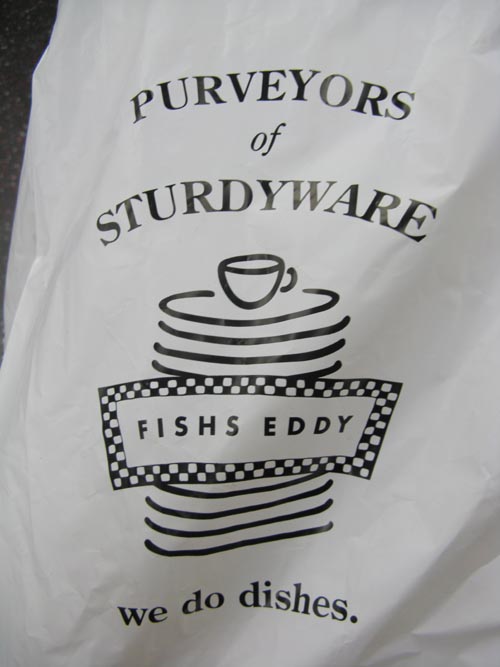 PURVEYORS
of
STURDYWARE
FISHS EDDY
we do dishes.